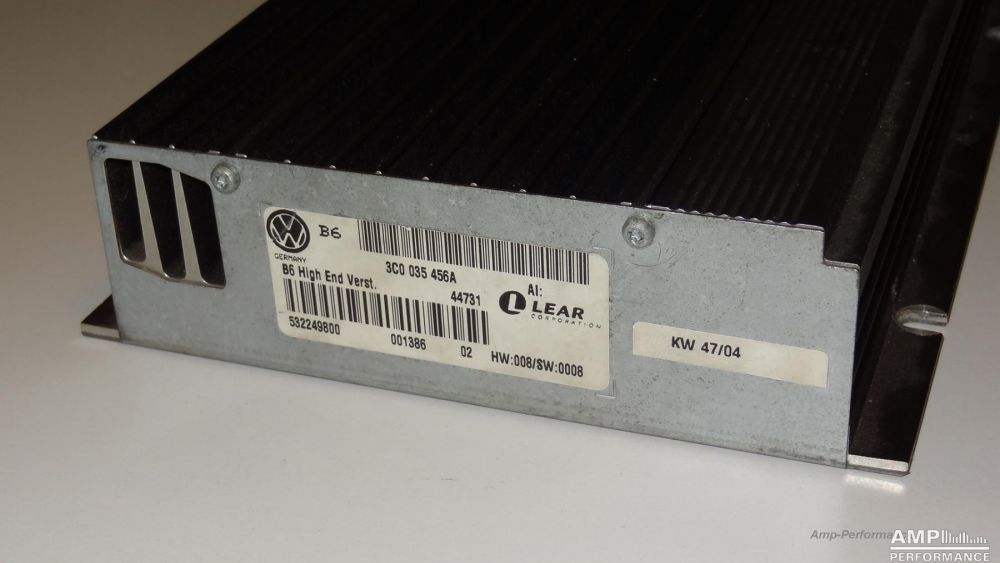 B6
GERMANY
3C0 035 456A
B6 High End Verst.
44731
AI:
LEAR
CORPORATION
532249800
001386
02
HW:008/SW:0008
KW 47/04
Amp-Performa
AMP
PERFORMANCE